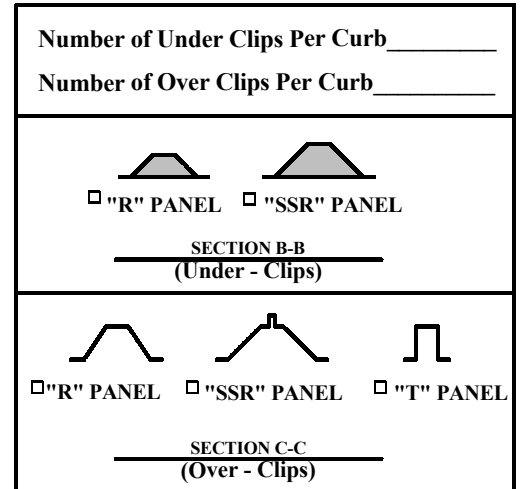 Number of Under Clips Per Curb_________
Number of Over Clips Per Curb__________
"R" PANEL "SSR" PANEL
SECTION B-B
(Under - Clips)
"R" PANEL "SSR" PANEL "T" PANEL
SECTION C-C
(Over - Clips)